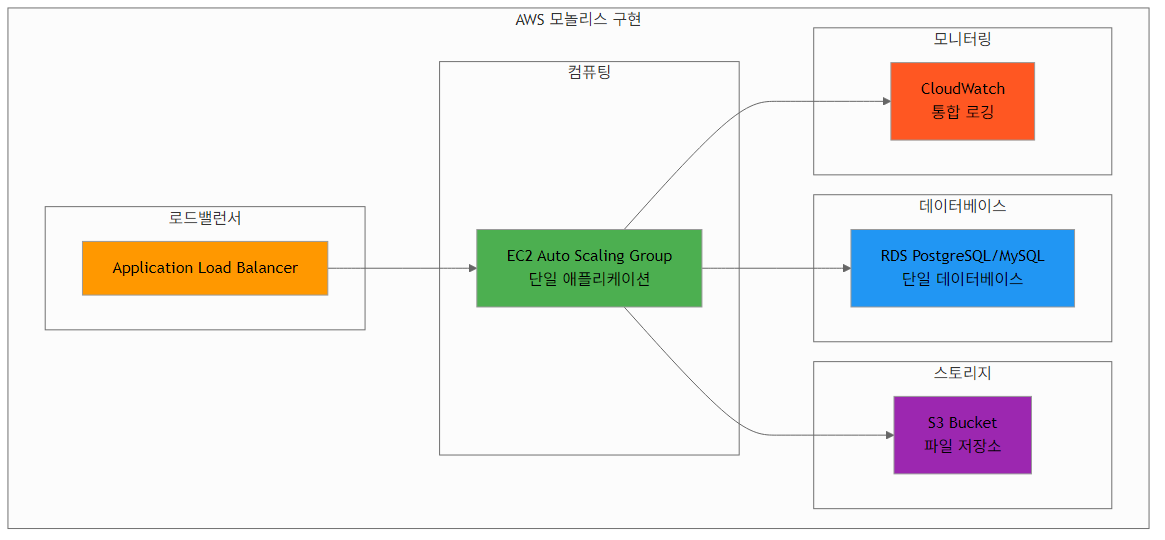 AWS 모놀리스 구현
로드밸런서
Application Load Balancer
컴퓨팅
EC2 Auto Scaling Group
단일 애플리케이션
모니터링
CloudWatch
통합 로깅
데이터베이스
RDS PostgreSQL/MySQL
단일 데이터베이스
스토리지
S3 Bucket
파일 저장소